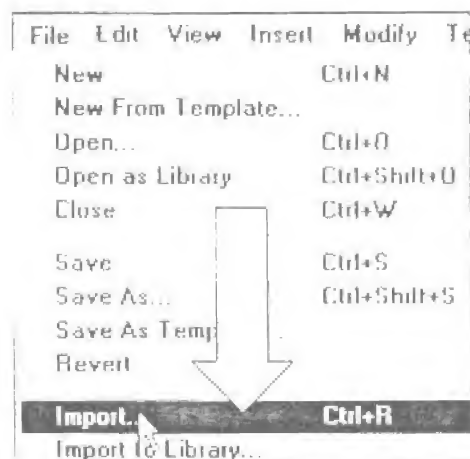 File Edit View Insert Modify Te
New Ctrl+N
New From Template...
Open... Ctrl+O
Open as Library Ctrl+Shift+O
Close Ctrl+W
Save Ctrl+S
Save As... Ctrl+Shift+S
Save As Temp
Revert
Import... Ctrl+R
Import to Library...